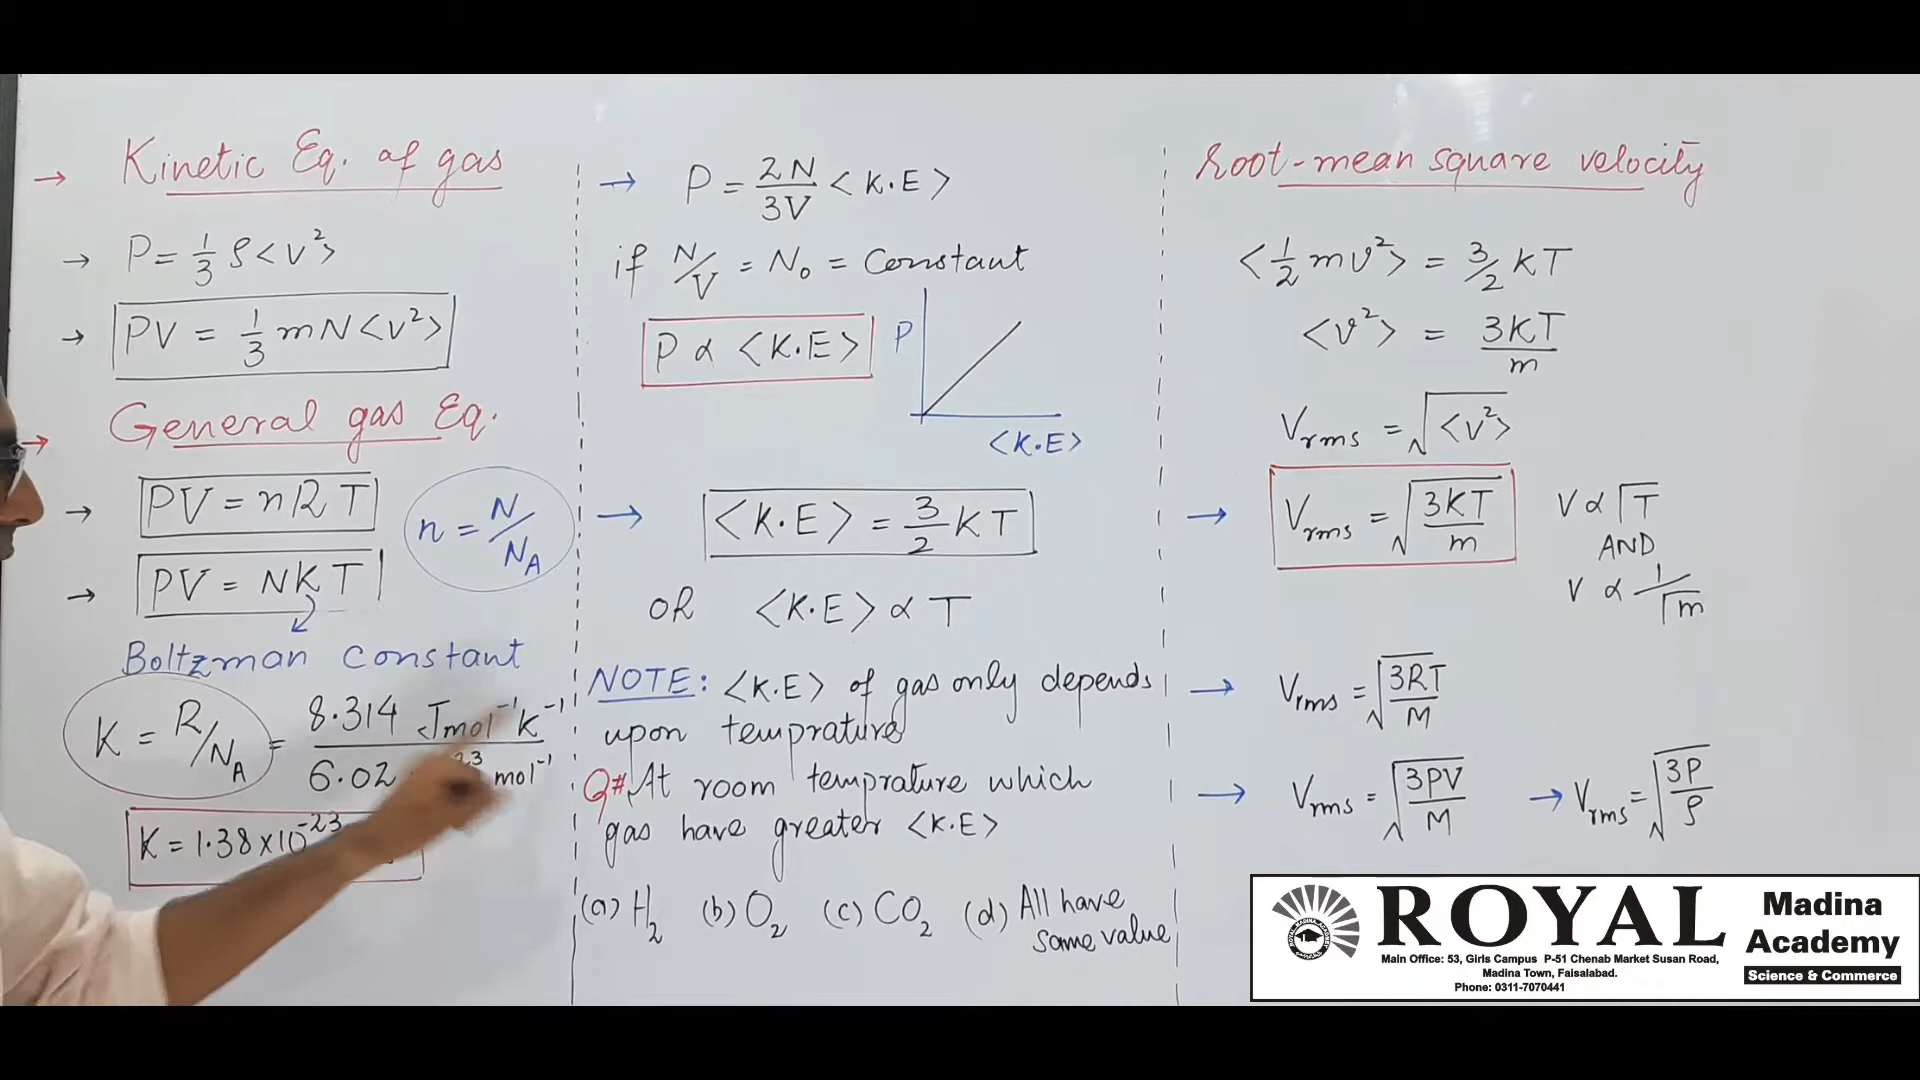 → Kinetic Eq. of gas
→ P = 1/3 ρ<v²>
→ PV = 1/3 mN<v²>
→ General gas Eq.
→ PV = nRT
n = N/N_A
→ PV = NKT
Boltzman constant
K = R/N_A = 8.314 Jmol⁻¹k⁻¹ / 6.02 mol⁻¹
K = 1.38×10⁻²³
→ P = 2N/3V <K.E>
if N/V = N₀ = Constant
P ∝ <K.E>
P
<K.E>
→ <K.E> = 3/2 KT
OR <K.E> ∝ T
NOTE: <K.E> of gas only depends
upon temprature
Q# At room temprature which
gas have greater <K.E>
(a) H₂ (b) O₂ (c) CO₂ (d) All have
same value
Root-mean square velocity
<1/2 mv²> = 3/2 KT
<v²> = 3KT/m
Vrms = √<v²>
→ Vrms = √(3KT/m)
V ∝ √T
AND
V ∝ 1/√m
→ Vrms = √(3RT/M)
→ Vrms = √(3PV/M) → Vrms = √(3P/ρ)
ROYAL
Madina
Academy
Main Office: 53, Girls Campus P-51 Chenab Market Susan Road,
Madina Town, Faisalabad.
Phone: 0311-7070441
Science & Commerce